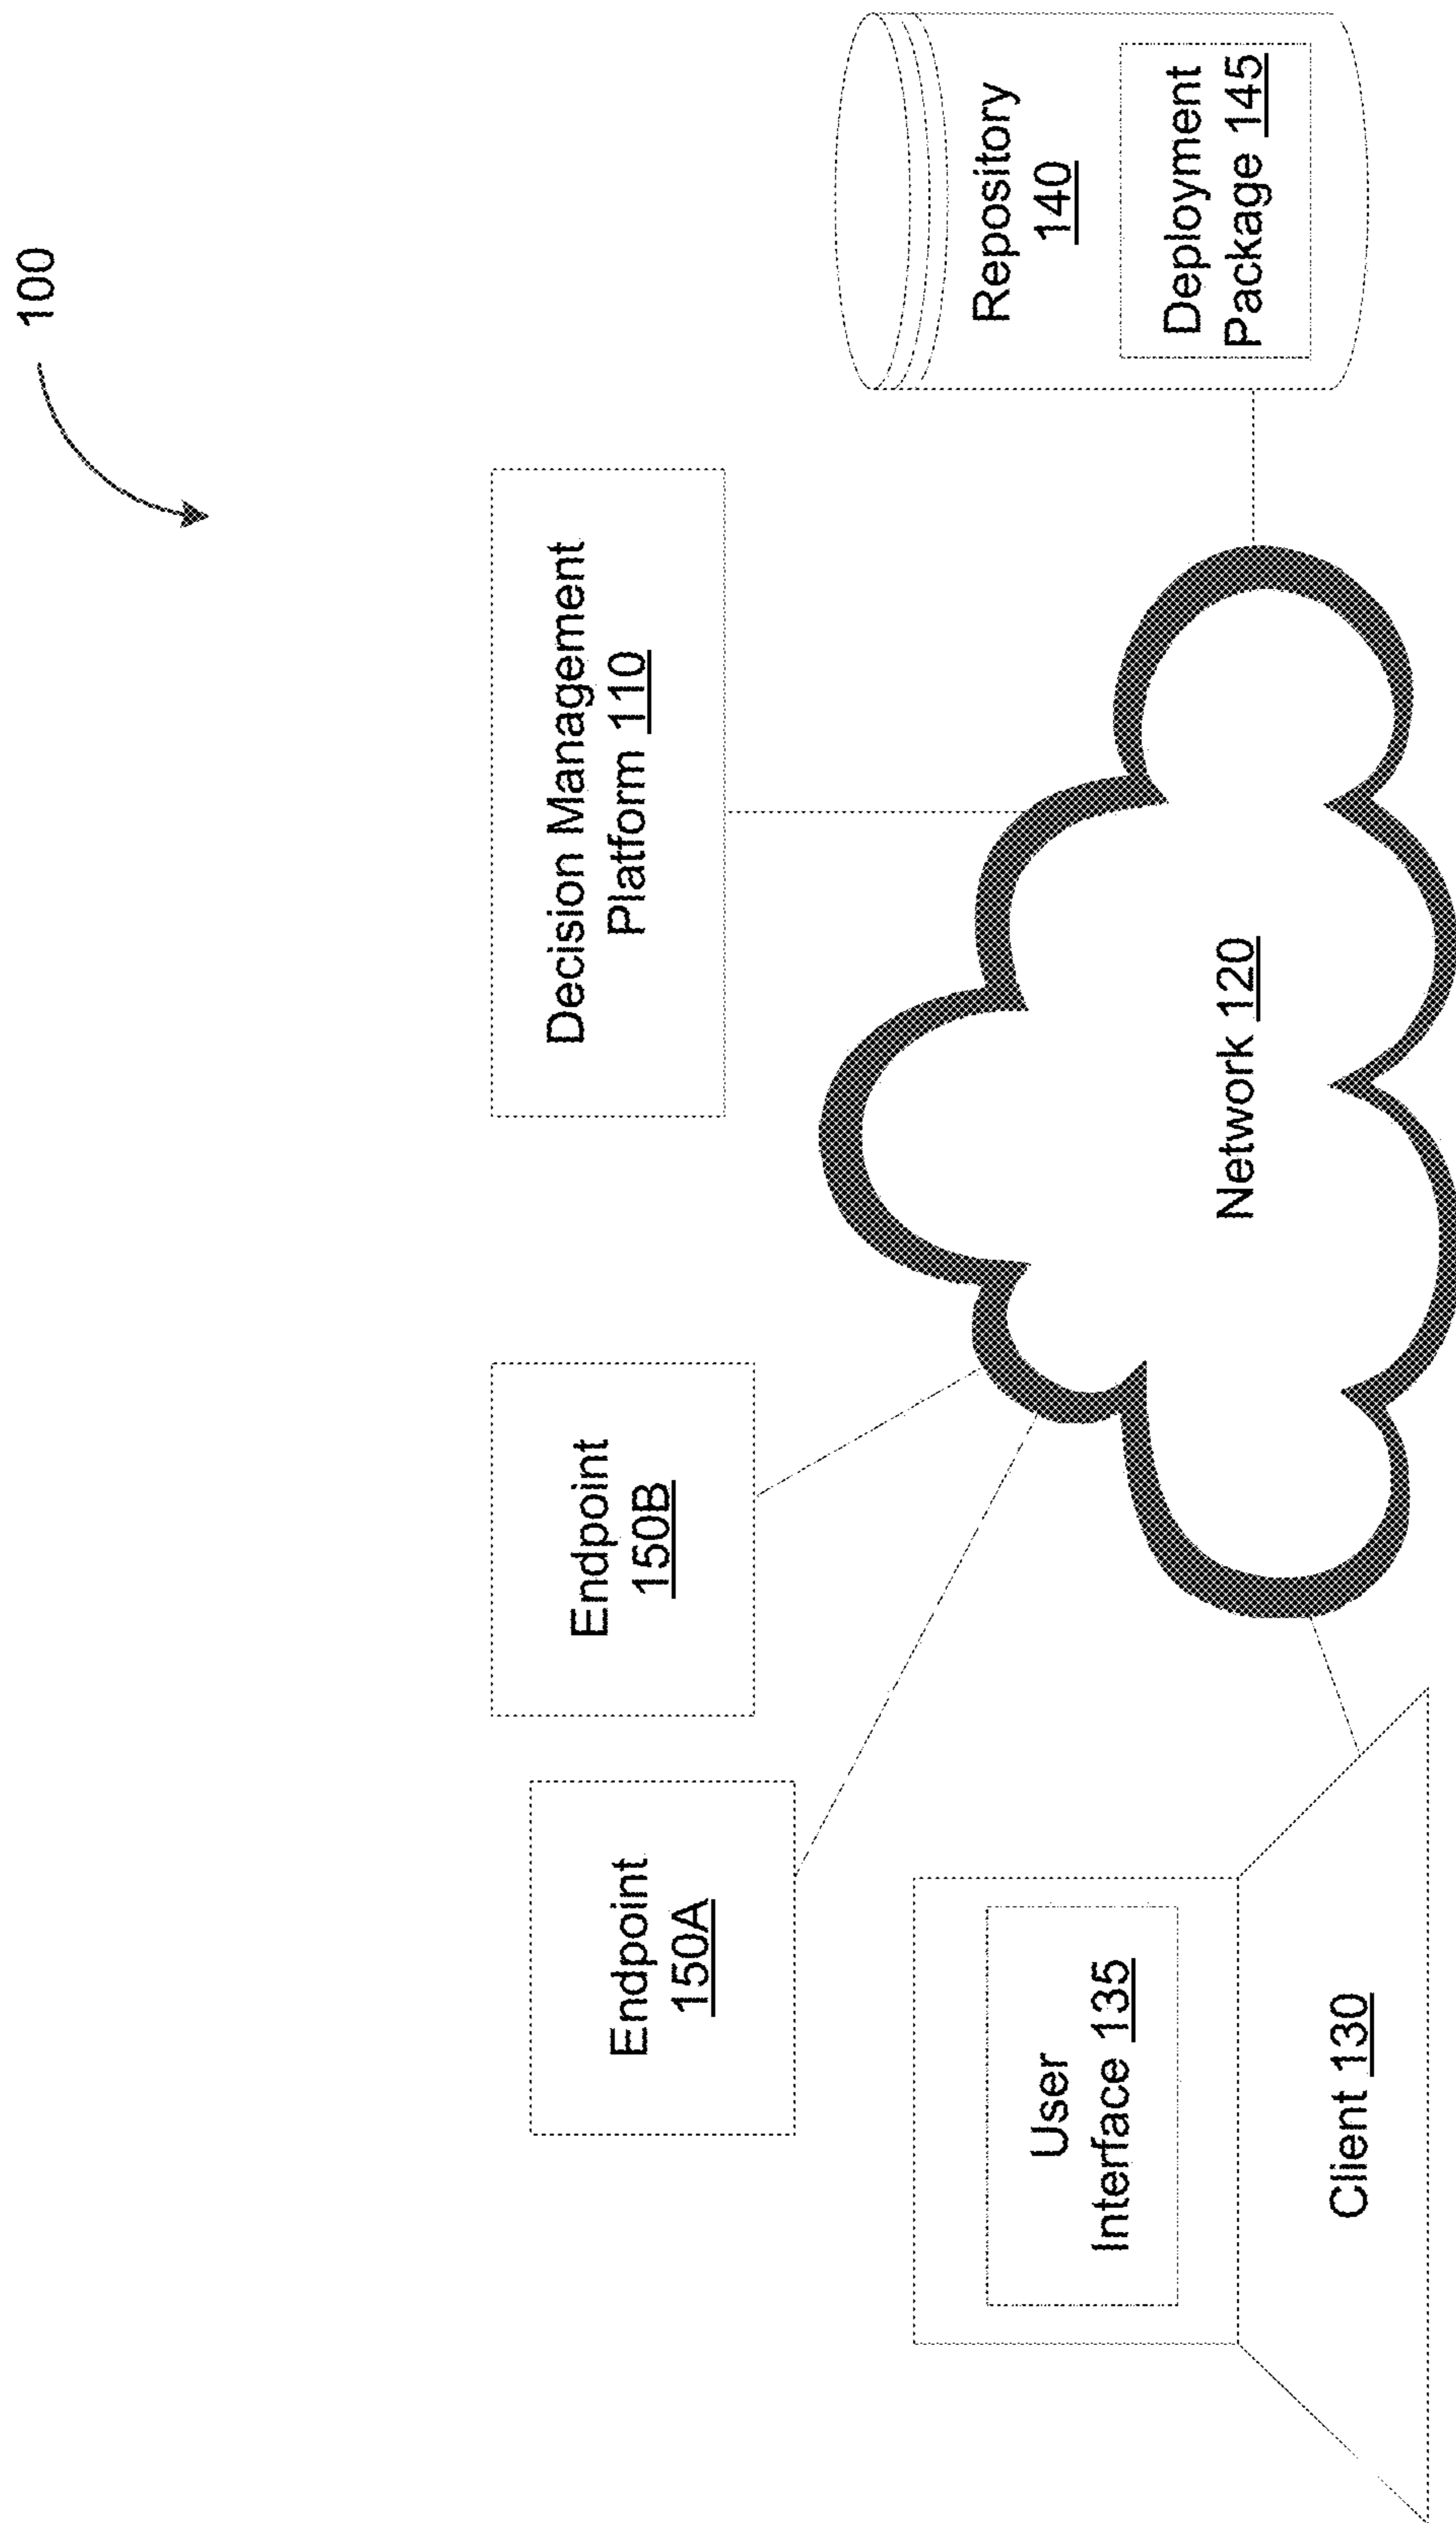 100
Decision Management
Platform 110
Endpoint
150B
Endpoint
150A
Repository
140
Deployment
Package 145
Network 120
User
Interface 135
Client 130